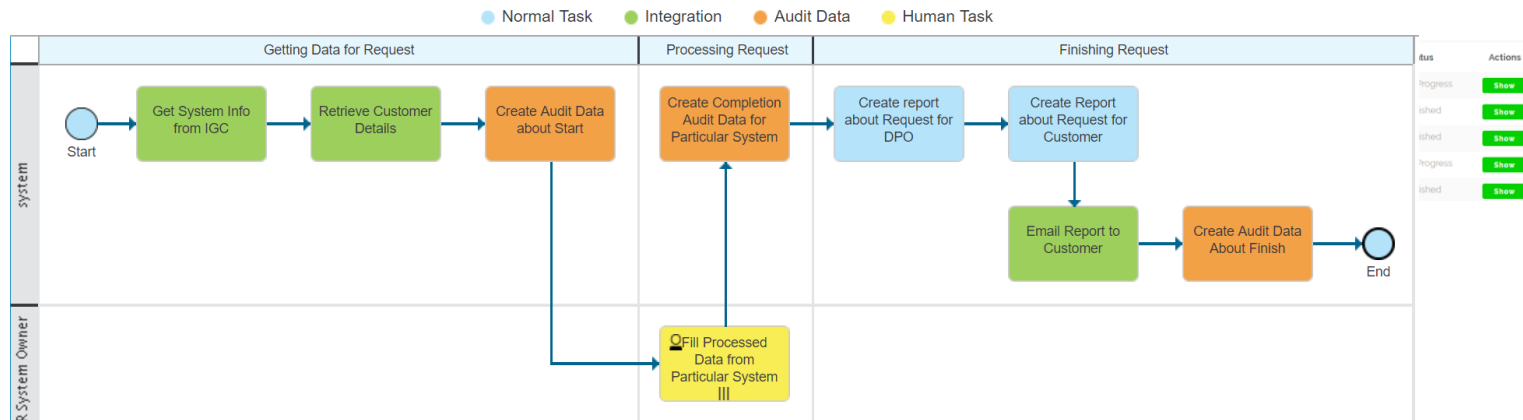 Normal Task
Integration
Audit Data
Human Task
Getting Data for Request
Processing Request
Finishing Request
system
Start
Get System Info
from IGC
Retrieve Customer
Details
Create Audit Data
about Start
Create Completion
Audit Data for
Particular System
Create report
about Request for
DPO
Create Report
about Request for
Customer
Email Report to
Customer
Create Audit Data
About Finish
End
R System Owner
Fill Processed
Data from
Particular System
tus
Actions
Progress
Show
ished
Show
ished
Show
Progress
Show
ished
Show